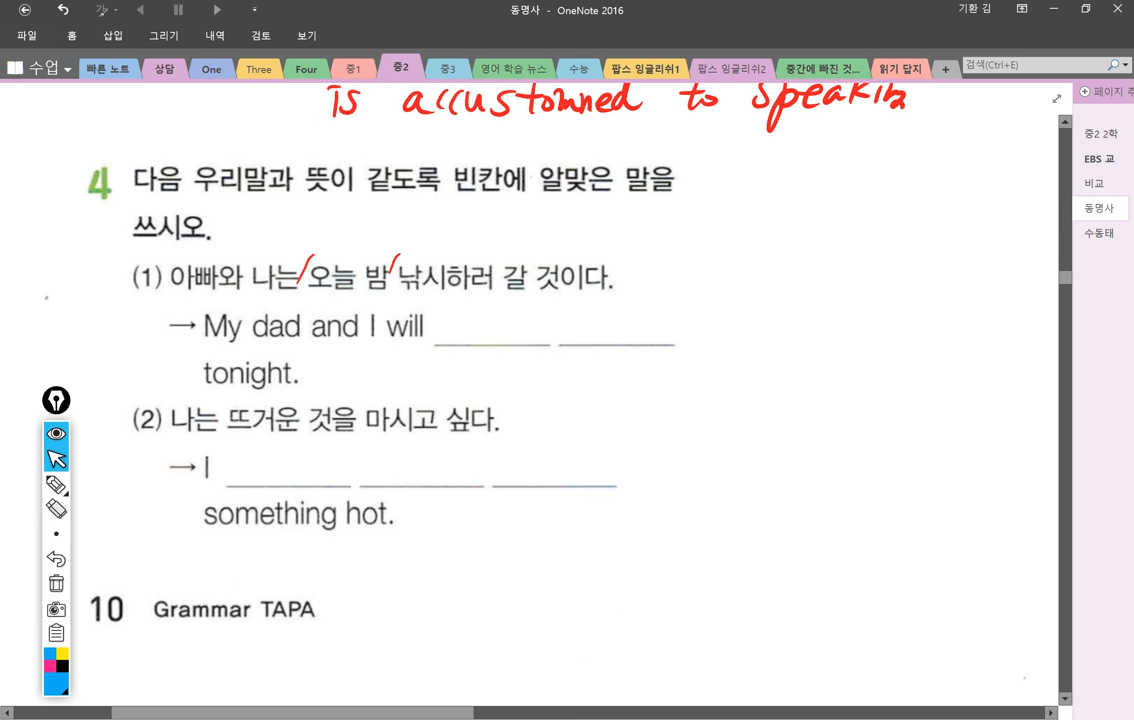 동명사 - OneNote 2016
기환 김
파일 홈 삽입 그리기 내역 검토 보기
수업 빠른 노트 상담 One Three Four 중1 중2 중3 영어 학습 뉴스 수능 팝스 잉글리쉬1 팝스 잉글리쉬2 중간에 빠진 것... 읽기 답지 + 검색(Ctrl+E)
is accustomned to speaking
페이지 추
중2 2학
EBS 교
비교
동명사
수동태
4 다음 우리말과 뜻이 같도록 빈칸에 알맞은 말을
쓰시오.
(1) 아빠와 나는 오늘 밤 낚시하러 갈 것이다.
→ My dad and I will
tonight.
(2) 나는 뜨거운 것을 마시고 싶다.
→ I
something hot.
10 Grammar TAPA